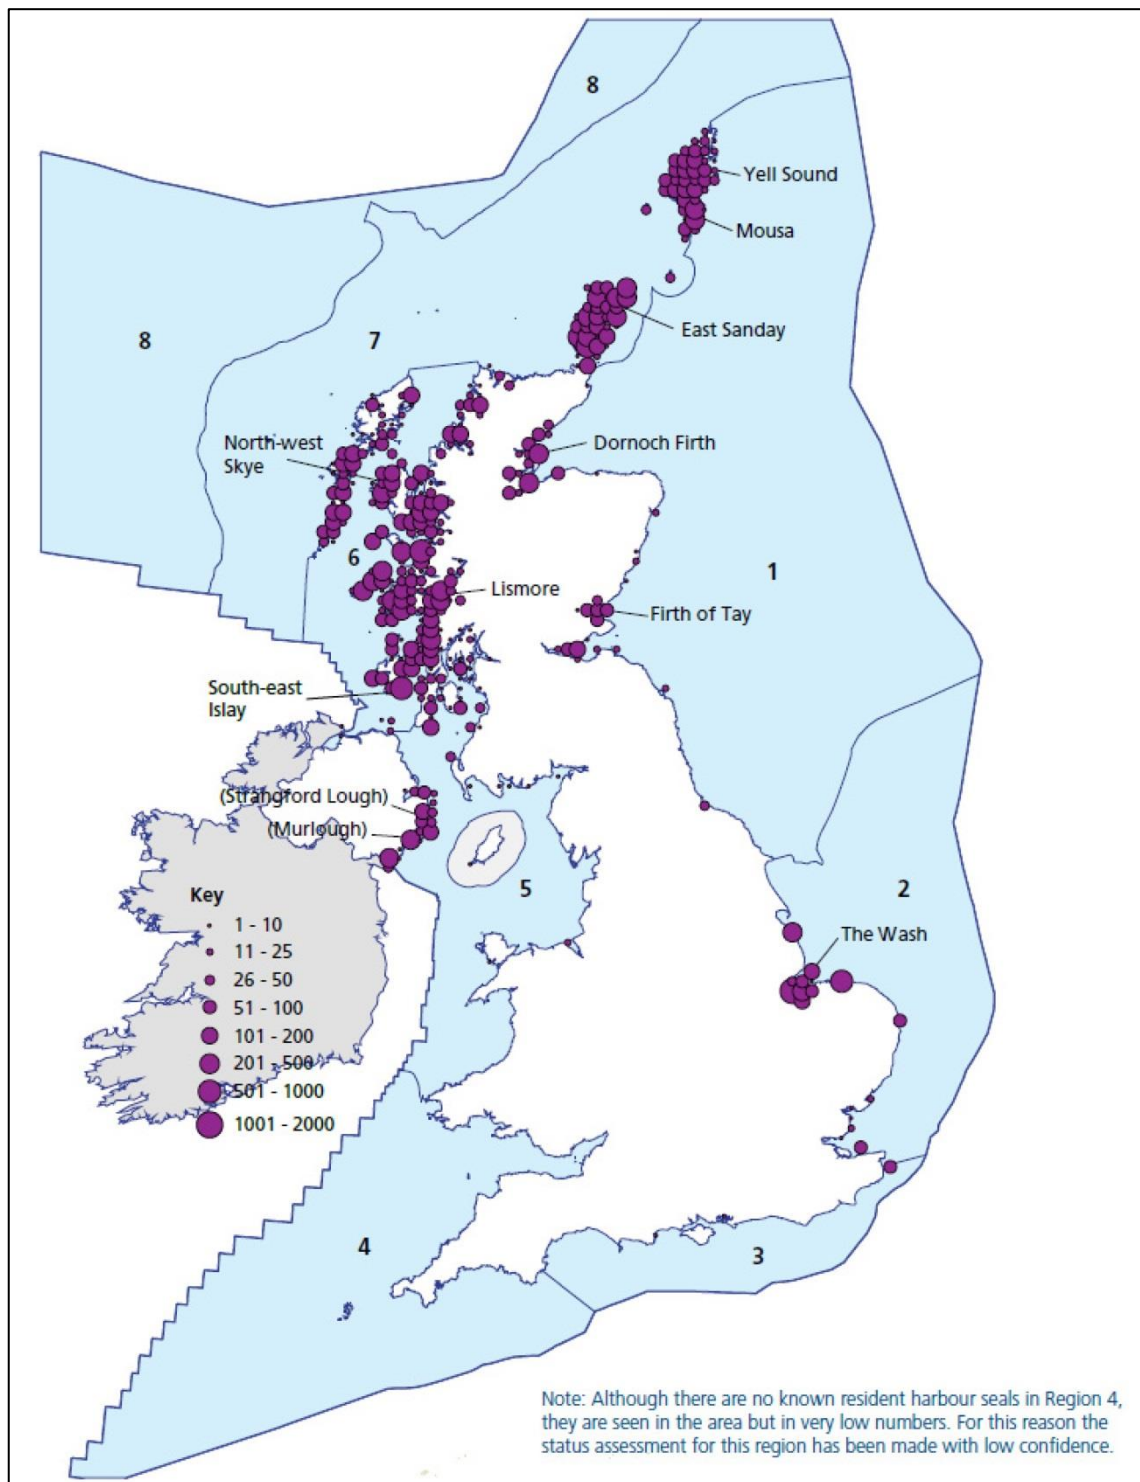 8
Yell Sound
Mousa
East Sanday
8
7
North-west
Skye
Dornoch Firth
6
1
Lismore
Firth of Tay
South-east
Islay
(Strangford Lough)
(Murlough)
5
2
Key
1 - 10
11 - 25
26 - 50
51 - 100
101 - 200
201 - 500
501 - 1000
1001 - 2000
The Wash
4
3
Note: Although there are no known resident harbour seals in Region 4,
they are seen in the area but in very low numbers. For this reason the
status assessment for this region has been made with low confidence.